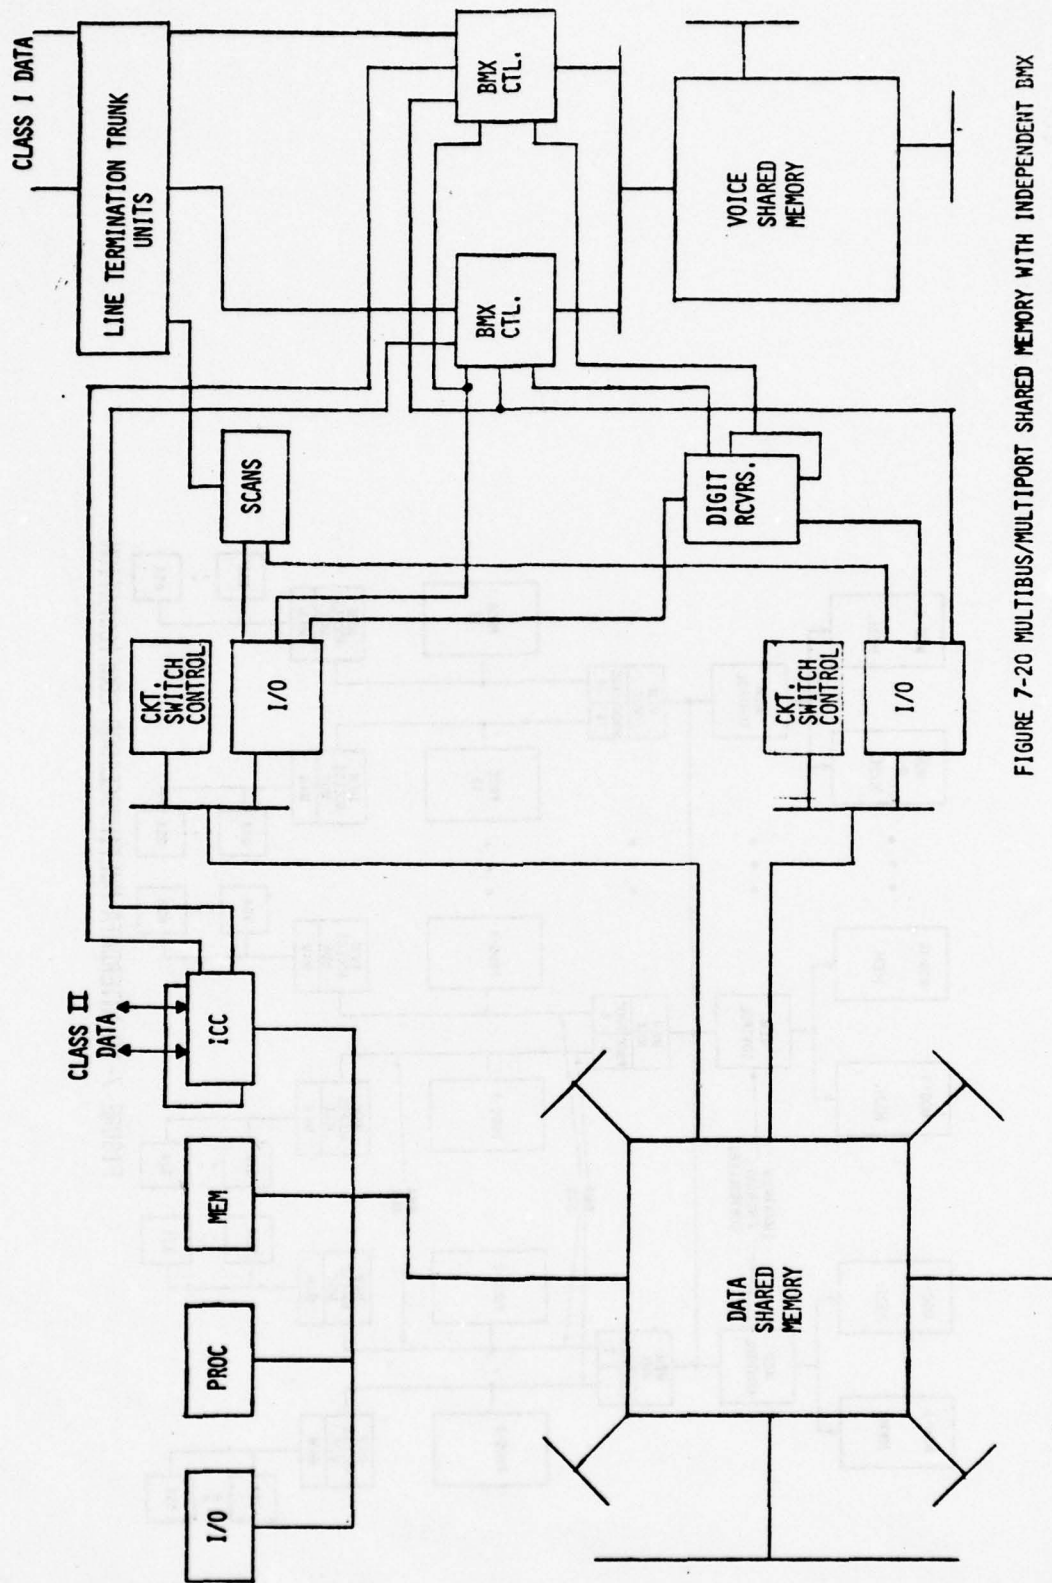 CLASS I DATA
LINE TERMINATION TRUNK
UNITS
BMX
CTL.
BMX
CTL.
VOICE
SHARED
MEMORY
SCANS
DIGIT
RCVRS.
CKT.
SWITCH
CONTROL
I/O
CKT.
SWITCH
CONTROL
I/O
CLASS II
DATA
ICC
MEM
PROC
I/O
DATA
SHARED
MEMORY
FIGURE 7-20 MULTIBUS/MULTIPORT SHARED MEMORY WITH INDEPENDENT BMX